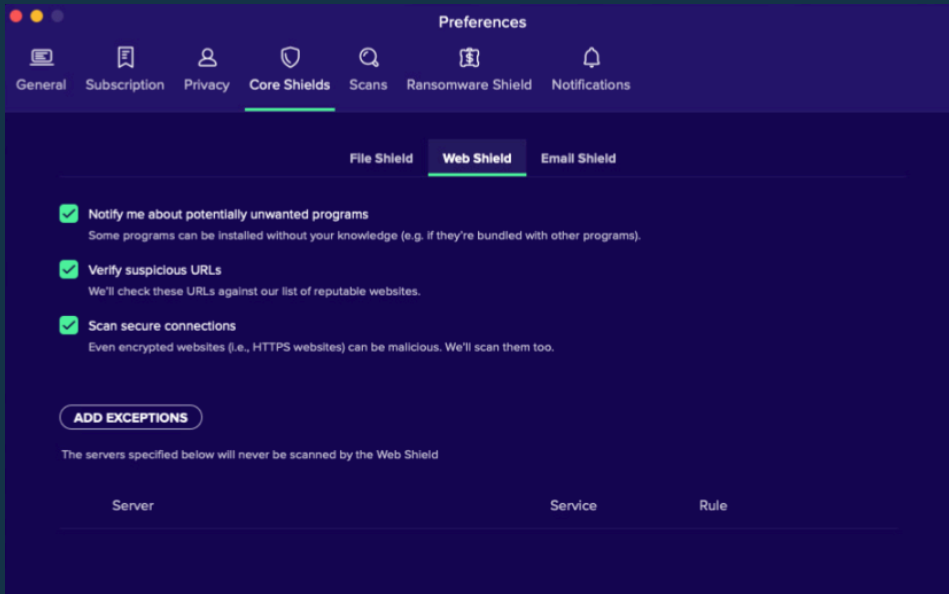 Preferences
General Subscription Privacy Core Shields Scans Ransomware Shield Notifications
File Shield Web Shield Email Shield
Notify me about potentially unwanted programs
Some programs can be installed without your knowledge (e.g. if they're bundled with other programs).
Verify suspicious URLs
We'll check these URLs against our list of reputable websites.
Scan secure connections
Even encrypted websites (i.e., HTTPS websites) can be malicious. We'll scan them too.
ADD EXCEPTIONS
The servers specified below will never be scanned by the Web Shield
Server Service Rule